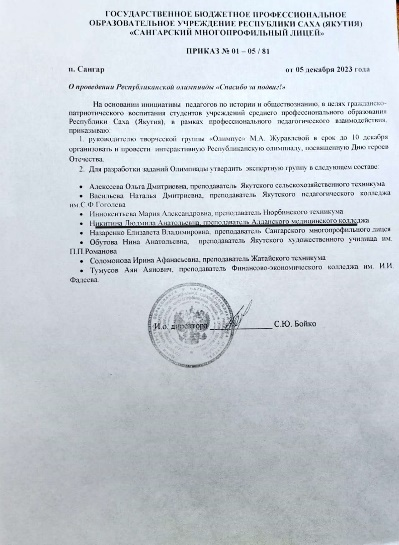 ГОСУДАРСТВЕННОЕ БЮДЖЕТНОЕ ПРОФЕССИОНАЛЬНОЕ
ОБРАЗОВАТЕЛЬНОЕ УЧРЕЖДЕНИЕ РЕСПУБЛИКИ САХА (ЯКУТИЯ)
«САНГАРСКИЙ МНОГОПРОФИЛЬНЫЙ ЛИЦЕЙ»
ПРИКАЗ № 01 – 05 / 81
п. Сангар от 05 декабря 2023 года
О проведении Республиканской олимпиады «Спасибо за подвиг!»
На основании инициативы педагогов по истории и обществознанию, в целях гражданско-
патриотического воспитания студентов учреждений среднего профессионального образования
Республики Саха (Якутия), в рамках профессионального педагогического взаимодействия,
приказываю:
1. руководителю творческой группы «Олимпус» М.А. Журавлевой в срок до 10 декабря
организовать и провести интерактивную Республиканскую олимпиаду, посвященную Дню героев
Отечества.
2. Для разработки заданий Олимпиады утвердить экспертную группу в следующем составе:
• Алексеева Ольга Дмитриевна, преподаватель Якутского сельскохозяйственного техникума
• Васильева Наталья Дмитриевна, преподаватель Якутского педагогического колледжа
им.С.Ф.Гоголева
• Иннокентьева Мария Александровна, преподаватель Нюрбинского техникума
• Никитина Людмила Анатольевна, преподаватель Алданского медицинского колледжа
• Назаренко Елизавета Владимировна, преподаватель Сангарского многопрофильного лицея
• Обутова Нина Анатольевна, преподаватель Якутского художественного училища им.
П.П.Романова
• Соломонова Ирина Афанасьевна, преподаватель Жатайского техникума
• Тумусов Аян Аянович, преподаватель Финансово-экономического колледжа им. И.И.
Фадеева.
И.о. директора С.Ю. Бойко